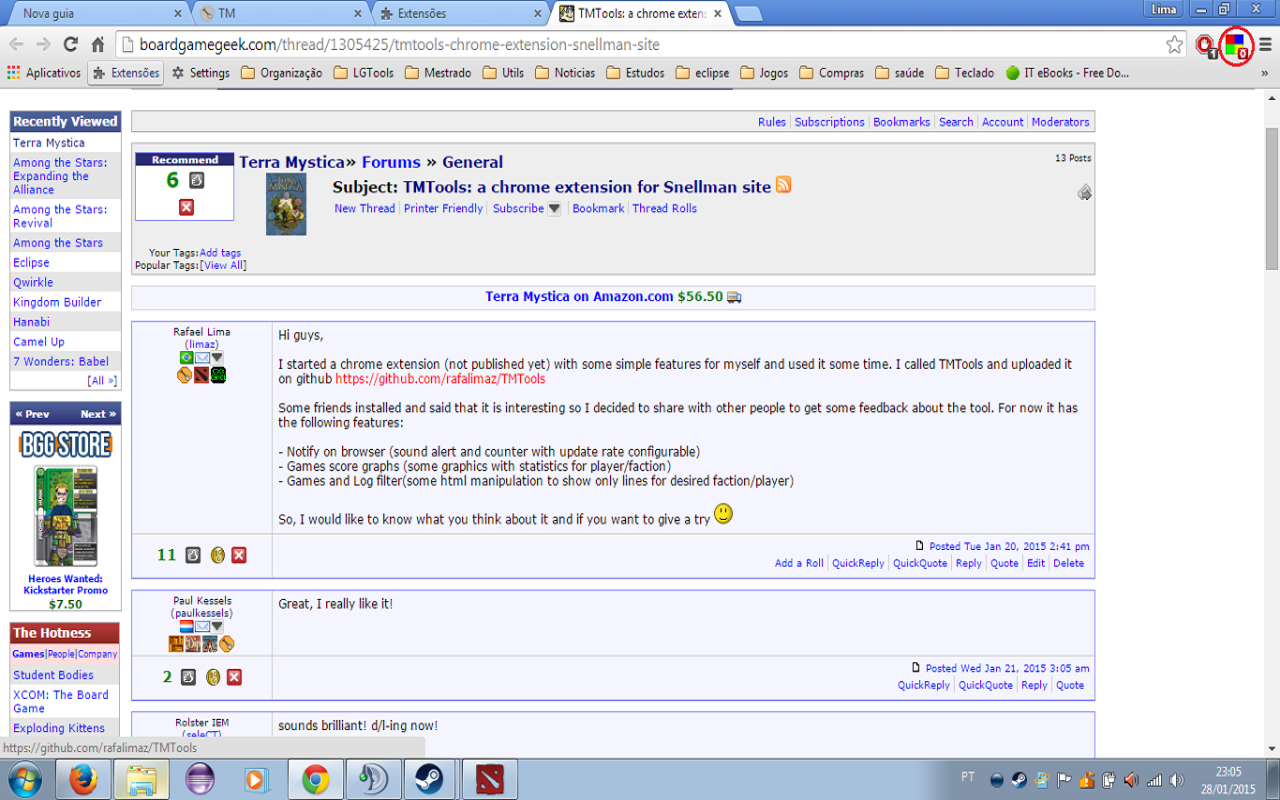 Nova guia
TM
Extensões
TMTools: a chrome exten
Lima
boardgamegeek.com/thread/1305425/tmtools-chrome-extension-snellman-site
1
0
Aplicativos
Extensões
Settings
Organização
LGTools
Mestrado
Utils
Noticias
Estudos
eclipse
Jogos
Compras
saúde
Teclado
IT eBooks - Free Do...
»
Recently Viewed
Terra Mystica
Among the Stars:
Expanding the
Alliance
Among the Stars:
Revival
Among the Stars
Eclipse
Qwirkle
Kingdom Builder
Hanabi
Camel Up
7 Wonders: Babel
[All »]
« Prev
Next »
BGG STORE
Heroes Wanted:
Kickstarter Promo
$7.50
The Hotness
Games|People|Company
Student Bodies
XCOM: The Board
Game
Exploding Kittens
Rules
Subscriptions
Bookmarks
Search
Account
Moderators
Recommend
6
Terra Mystica» Forums » General
13 Posts
Subject: TMTools: a chrome extension for Snellman site
New Thread
Printer Friendly
Subscribe
Bookmark
Thread Rolls
Your Tags:Add tags
Popular Tags:[View All]
Terra Mystica on Amazon.com $56.50
Rafael Lima
(limaz)
Hi guys,
I started a chrome extension (not published yet) with some simple features for myself and used it some time. I called TMTools and uploaded it
on github https://github.com/rafalimaz/TMTools
Some friends installed and said that it is interesting so I decided to share with other people to get some feedback about the tool. For now it has
the following features:
- Notify on browser (sound alert and counter with update rate configurable)
- Games score graphs (some graphics with statistics for player/faction)
- Games and Log filter(some html manipulation to show only lines for desired faction/player)
So, I would like to know what you think about it and if you want to give a try
11
Posted Tue Jan 20, 2015 2:41 pm
Add a Roll
QuickReply
QuickQuote
Reply
Quote
Edit
Delete
Paul Kessels
(paulkessels)
Great, I really like it!
2
Posted Wed Jan 21, 2015 3:05 am
QuickReply
QuickQuote
Reply
Quote
Rolster IEM
(seleCT)
sounds brilliant! d/l-ing now!
https://github.com/rafalimaz/TMTools
PT
23:05
28/01/2015